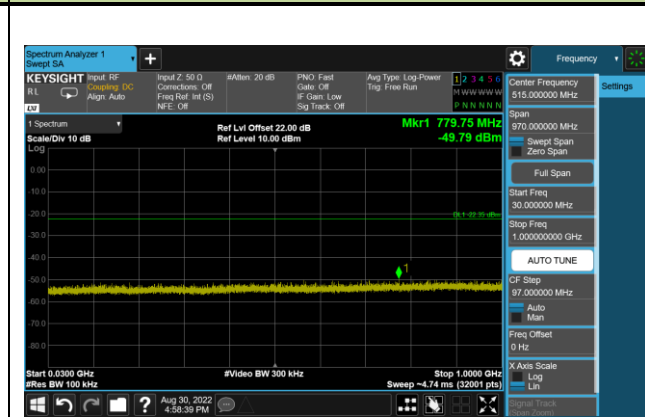 Spectrum Analyzer 1
Swept SA
+
Frequency
KEYSIGHT
RL
LXI
Input: RF
Coupling: DC
Align: Auto
Input Z: 50 Ω
Corrections: Off
Freq Ref: Int (S)
NFE: Off
#Atten: 20 dB
PNO: Fast
Gate: Off
IF Gain: Low
Sig Track: Off
Avg Type: Log-Power
Trig: Free Run
1 2 3 4 5 6
M W W W W W
P N N N N N
1 Spectrum
Scale/Div 10 dB
Log
Ref Lvl Offset 22.00 dB
Ref Level 10.00 dBm
Mkr1 779.75 MHz
-49.79 dBm
0.00
-10.0
-20.0
-30.0
-40.0
-50.0
-60.0
-70.0
-80.0
DL1 -22.35 dBm
1
Start 0.0300 GHz
#Res BW 100 kHz
#Video BW 300 kHz
Stop 1.0000 GHz
Sweep ~4.74 ms (32001 pts)
Center Frequency
515.000000 MHz
Settings
Span
970.000000 MHz
Swept Span
Zero Span
Full Span
Start Freq
30.000000 MHz
Stop Freq
1.000000000 GHz
AUTO TUNE
CF Step
97.000000 MHz
Auto
Man
Freq Offset
0 Hz
X Axis Scale
Log
Lin
Signal Track
(Span Zoom)
?
Aug 30, 2022
4:58:39 PM